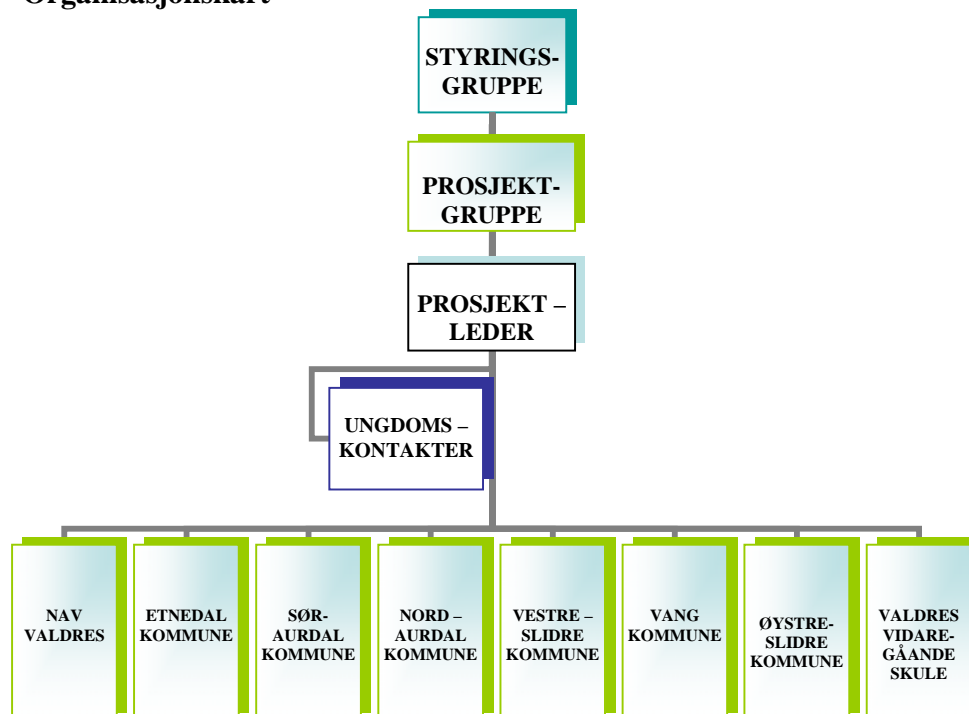 Organisasjonskart
STYRINGS-
GRUPPE
PROSJEKT-
GRUPPE
PROSJEKT –
LEDER
UNGDOMS –
KONTAKTER
NAV
VALDRES
ETNEDAL
KOMMUNE
SØR-
AURDAL
KOMMUNE
NORD –
AURDAL
KOMMUNE
VESTRE –
SLIDRE
KOMMUNE
VANG
KOMMUNE
ØYSTRE-
SLIDRE
KOMMUNE
VALDRES
VIDARE-
GÅANDE
SKULE